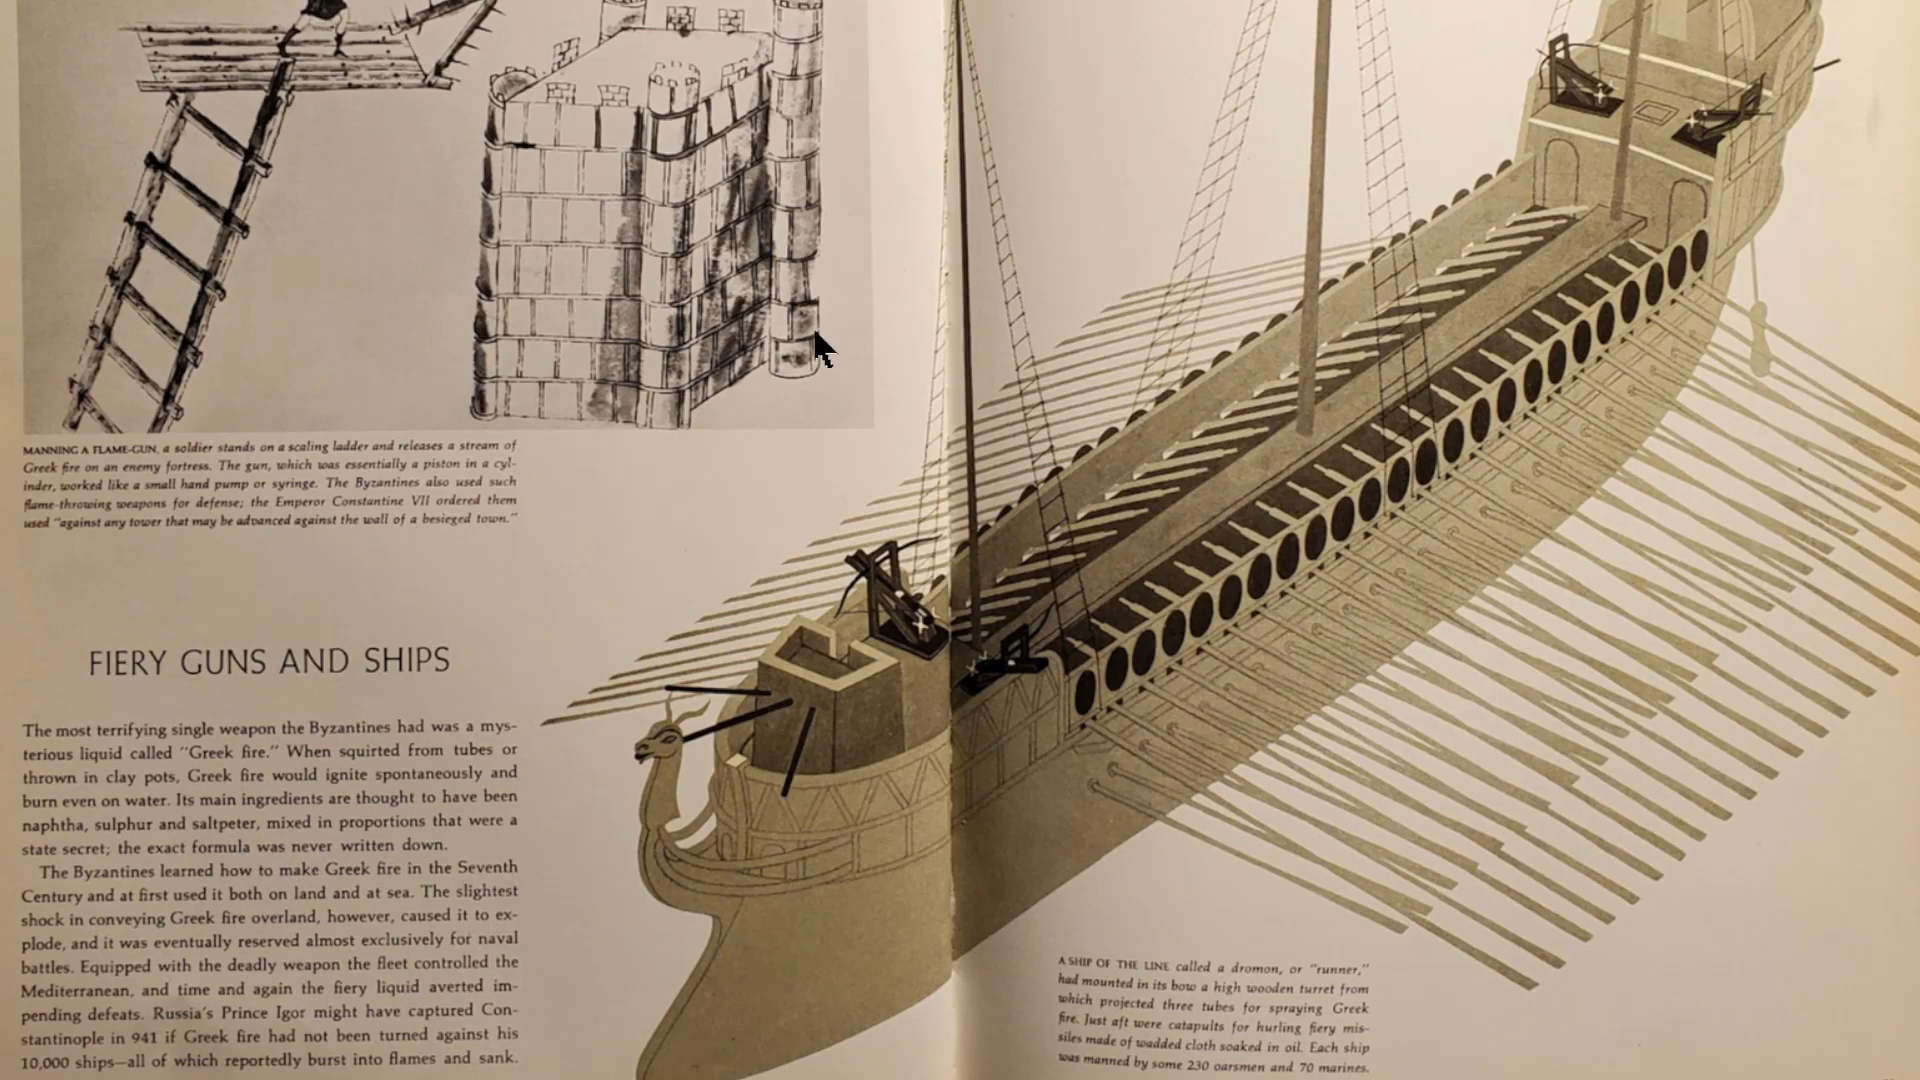 MANNING A FLAME-GUN, a soldier stands on a scaling ladder and releases a stream of
Greek fire on an enemy fortress. The gun, which was essentially a piston in a cyl-
inder, worked like a small hand pump or syringe. The Byzantines also used such
flame-throwing weapons for defense; the Emperor Constantine VII ordered them
used "against any tower that may be advanced against the wall of a besieged town."
FIERY GUNS AND SHIPS
The most terrifying single weapon the Byzantines had was a mys-
terious liquid called "Greek fire." When squirted from tubes or
thrown in clay pots, Greek fire would ignite spontaneously and
burn even on water. Its main ingredients are thought to have been
naphtha, sulphur and saltpeter, mixed in proportions that were a
state secret; the exact formula was never written down.
The Byzantines learned how to make Greek fire in the Seventh
Century and at first used it both on land and at sea. The slightest
shock in conveying Greek fire overland, however, caused it to ex-
plode, and it was eventually reserved almost exclusively for naval
battles. Equipped with the deadly weapon the fleet controlled the
Mediterranean, and time and again the fiery liquid averted im-
pending defeats. Russia's Prince Igor might have captured Con-
stantinople in 941 if Greek fire had not been turned against his
10,000 ships—all of which reportedly burst into flames and sank.
A SHIP OF THE LINE called a dromon, or "runner,"
had mounted in its bow a high wooden turret from
which projected three tubes for spraying Greek
fire. Just aft were catapults for hurling fiery mis-
siles made of wadded cloth soaked in oil. Each ship
was manned by some 230 oarsmen and 70 marines.